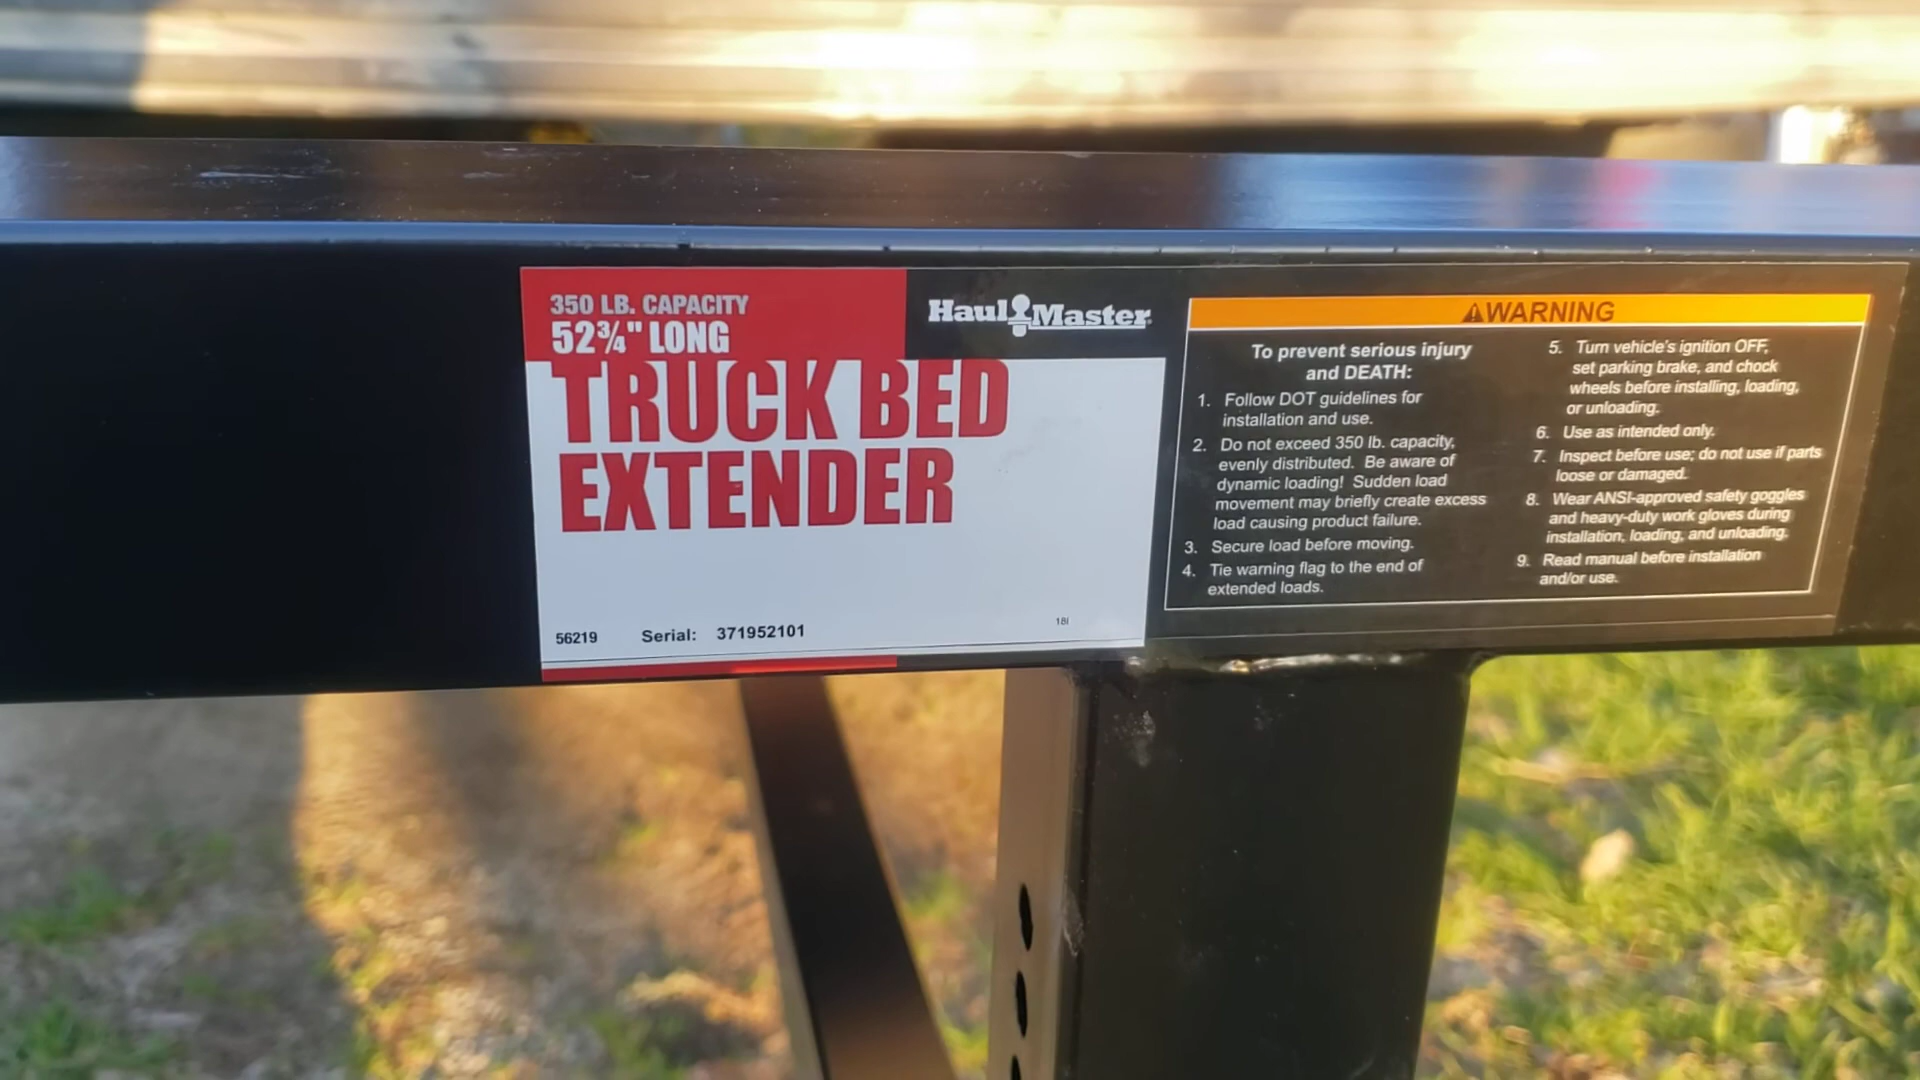 350 LB. CAPACITY
52¾" LONG
Haul Master®
TRUCK BED
EXTENDER
56219 Serial: 371952101
18i
⚠WARNING
To prevent serious injury
and DEATH:
1. Follow DOT guidelines for
installation and use.
2. Do not exceed 350 lb. capacity,
evenly distributed. Be aware of
dynamic loading! Sudden load
movement may briefly create excess
load causing product failure.
3. Secure load before moving.
4. Tie warning flag to the end of
extended loads.
5. Turn vehicle's ignition OFF,
set parking brake, and chock
wheels before installing, loading,
or unloading.
6. Use as intended only.
7. Inspect before use; do not use if parts
loose or damaged.
8. Wear ANSI-approved safety goggles
and heavy-duty work gloves during
installation, loading, and unloading.
9. Read manual before installation
and/or use.